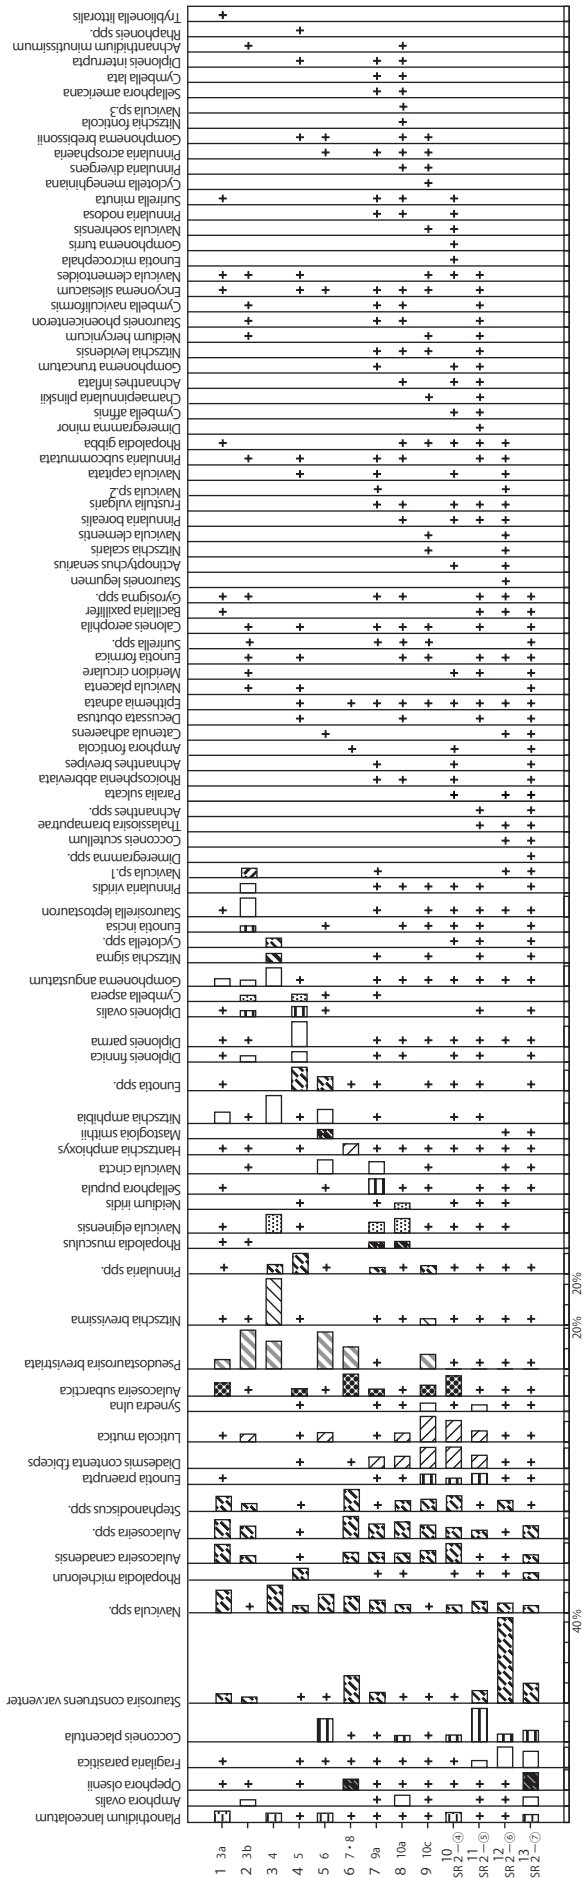 Tryblionella littoralis
Rhaphoneis spp.
Achnanthidium minutissimum
Diploneis interrupta
Cymbella lata
Sellaphora americana
Navicula sp.3
Nitzschia fonticola
Gomphonema brebissonii
Pinnularia acrosphaeria
Pinnularia divergens
Cyclotella meneghiniana
Surirella minuta
Pinnularia nodosa
Navicula soehrensis
Gomphonema turris
Eunotia microcephala
Navicula clementoides
Encyonema silesiacum
Cymbella naviculiformis
Stauroneis phoenicenteron
Neidium hercynicum
Nitzschia levidensis
Gomphonema truncatum
Achnanthes inflata
Chamaepinnularia plinskii
Cymbella affinis
Dimeregramma minor
Rhopalodia gibba
Pinnularia subcommutata
Navicula capitata
Navicula sp.2
Frustulia vulgaris
Pinnularia borealis
Navicula clementis
Nitzschia scalaris
Actinoptychus senarius
Stauroneis legumen
Gyrosigma spp.
Bacillaria paxillifer
Caloneis aerophila
Surirella spp.
Eunotia formica
Meridion circulare
Navicula placenta
Epithemia adnata
Decussata obutusa
Catenula adhaerens
Amphora fonticola
Achnanthes brevipes
Rhoicosphenia abbreviata
Paralia sulcata
Achnanthes spp.
Thalassiosira bramaputrae
Cocconeis scutellum
Dimeregramma spp.
Navicula sp.1
Pinnularia viridis
Staurosirella leptostauron
Eunotia incisa
Cyclotella spp.
Nitzschia sigma
Gomphonema angustatum
Cymbella aspera
Diploneis ovalis
Diploneis parma
Diploneis finnica
Eunotia spp.
Nitzschia amphibia
Mastogloia smithii
Hantzschia amphioxys
Navicula cincta
Sellaphora pupula
Neidium iridis
Navicula elginensis
Rhopalodia musculus
Pinnularia spp.
20%
Nitzschia brevissima
20%
Pseudostaurosira brevistriata
Aulacoseira subarctica
Synedra ulna
Luticola mutica
Diadesmis contenta f.biceps
Eunotia praerupta
Stephanodiscus spp.
Aulacoseira spp.
Aulacoseira canadensis
Rhopalodia michelorum
Navicula spp.
40%
Staurosira construens var.venter
Cocconeis placentula
Fragilaria parasitica
Opephora olsenii
Amphora ovalis
Planothidium lanceolatum
1 3a
2 3b
3 4
4 5
5 6
6 7・8
7 9a
8 10a
9 10c
10
SR 2-④
11
SR 2-⑤
12
SR 2-⑥
13
SR 2-⑦